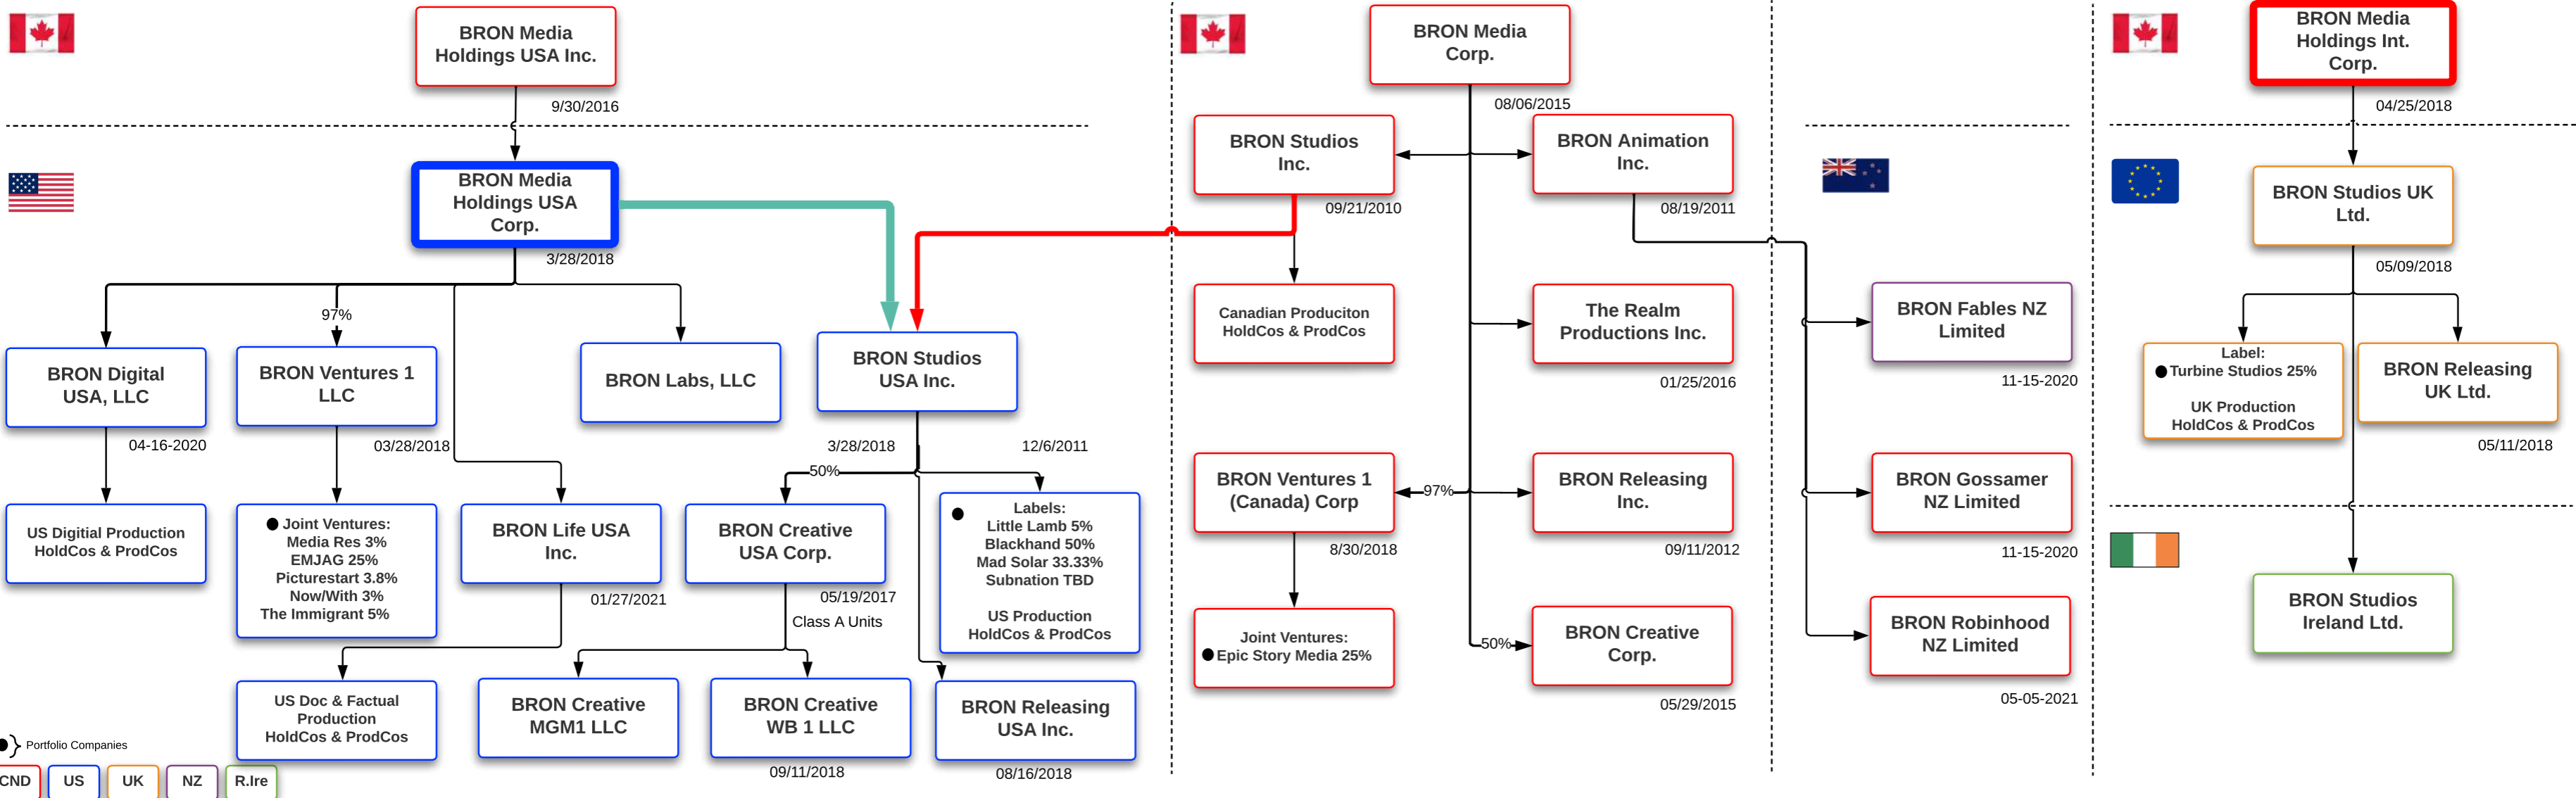 BRON Media
Holdings USA Inc.
9/30/2016
BRON Media
Holdings USA
Corp.
3/28/2018
97%
BRON Digital
USA, LLC
04-16-2020
BRON Ventures 1
LLC
03/28/2018
BRON Labs, LLC
BRON Studios
USA Inc.
3/28/2018
12/6/2011
50%
US Digitial Production
HoldCos & ProdCos
Joint Ventures:
Media Res 3%
EMJAG 25%
Picturestart 3.8%
Now/With 3%
The Immigrant 5%
BRON Life USA
Inc.
01/27/2021
BRON Creative
USA Corp.
05/19/2017
Class A Units
Labels:
Little Lamb 5%
Blackhand 50%
Mad Solar 33.33%
Subnation TBD
US Production
HoldCos & ProdCos
US Doc & Factual
Production
HoldCos & ProdCos
BRON Creative
MGM1 LLC
BRON Creative
WB 1 LLC
09/11/2018
BRON Releasing
USA Inc.
08/16/2018
Portfolio Companies
CND
US
UK
NZ
R.Ire
BRON Media
Corp.
08/06/2015
BRON Studios
Inc.
09/21/2010
BRON Animation
Inc.
08/19/2011
Canadian Produciton
HoldCos & ProdCos
The Realm
Productions Inc.
01/25/2016
BRON Ventures 1
(Canada) Corp
8/30/2018
97%
BRON Releasing
Inc.
09/11/2012
Joint Ventures:
Epic Story Media 25%
50%
BRON Creative
Corp.
05/29/2015
BRON Fables NZ
Limited
11-15-2020
BRON Gossamer
NZ Limited
11-15-2020
BRON Robinhood
NZ Limited
05-05-2021
BRON Media
Holdings Int.
Corp.
04/25/2018
BRON Studios UK
Ltd.
05/09/2018
Label:
Turbine Studios 25%
UK Production
HoldCos & ProdCos
BRON Releasing
UK Ltd.
05/11/2018
BRON Studios
Ireland Ltd.